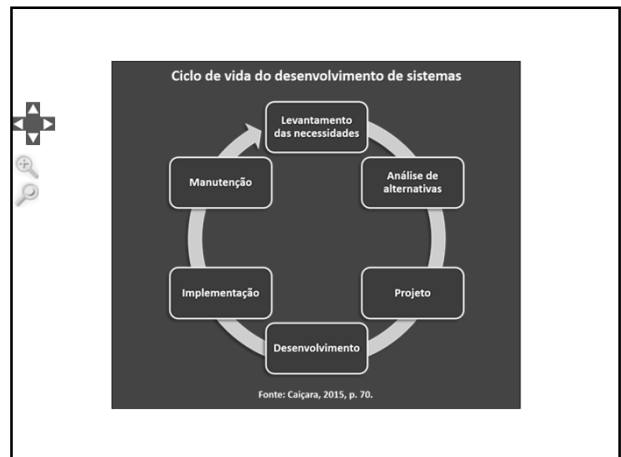 Ciclo de vida do desenvolvimento de sistemas
Levantamento
das necessidades
Análise de
alternativas
Projeto
Desenvolvimento
Implementação
Manutenção
Fonte: Caiçara, 2015, p. 70.